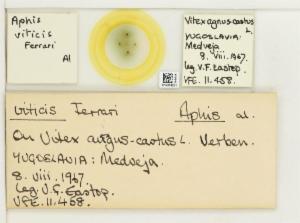 Aphis
viticis
Ferrari
Al
Vitex agnus-castus
L.
YUGOSLAVIA:
Medveja
8. viii. 1967.
leg. V.F. Eastop.
VFE. 11.458.
viticis Ferrari Aphis al.
On Vitex angus-castus L. Verben.
YUGOSLAVIA: Medveja.
8. viii. 1967
leg. V.F. Eastop.
VFE. 11. 458.